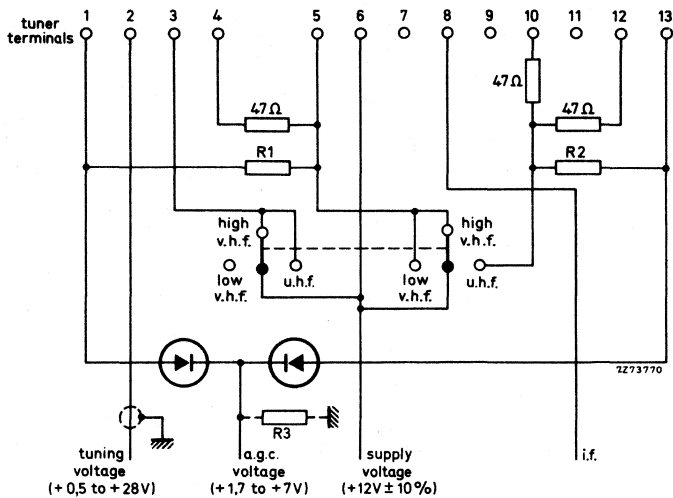 tuner
terminals
1 2 3 4 5 6 7 8 9 10 11 12 13
47Ω
47Ω 47Ω
R1 R2
high
v.h.f.
high
v.h.f.
low
v.h.f.
u.h.f.
low
v.h.f.
u.h.f.
7Z73770
R3
tuning
voltage
(+0,5 to +28V)
a.g.c.
voltage
(+1,7 to +7V)
supply
voltage
(+12V ± 10%)
i.f.